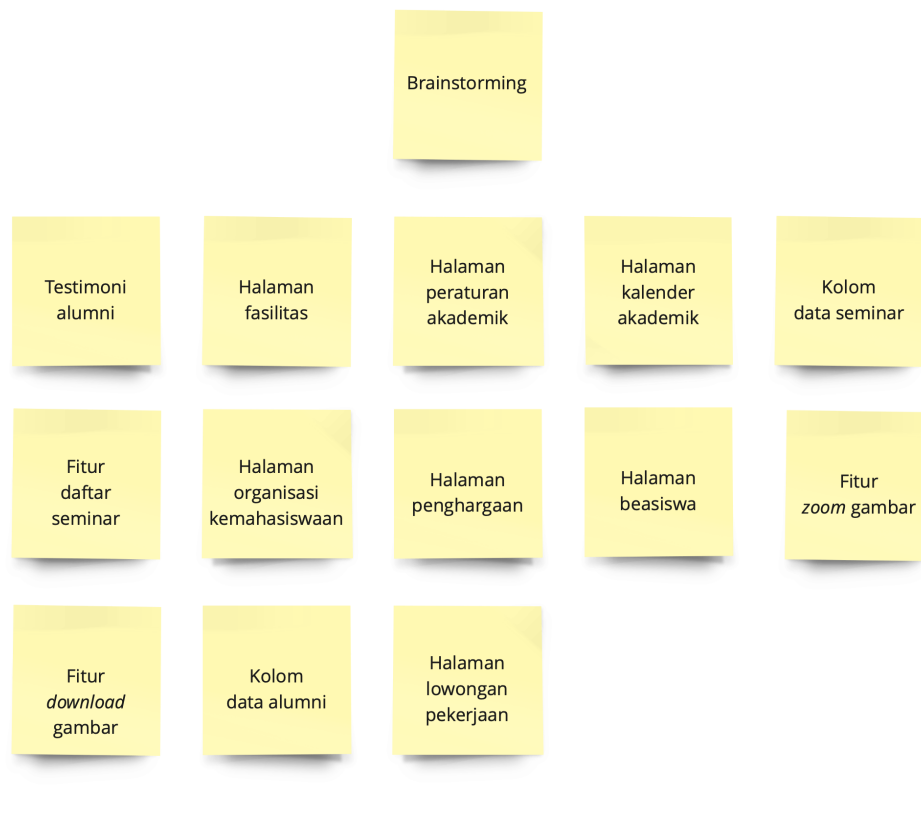 Brainstorming
Testimoni
alumni
Halaman
fasilitas
Halaman
peraturan
akademik
Halaman
kalender
akademik
Kolom
data seminar
Fitur
daftar
seminar
Halaman
organisasi
kemahasiswaan
Halaman
penghargaan
Halaman
beasiswa
Fitur
zoom gambar
Fitur
download
gambar
Kolom
data alumni
Halaman
lowongan
pekerjaan